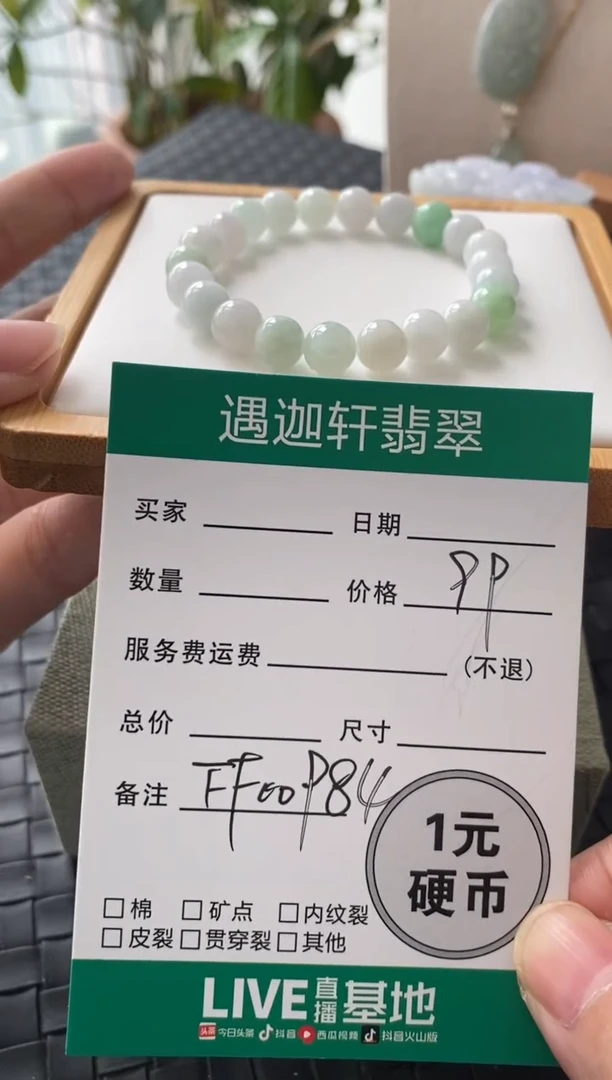 遇迦轩翡翠
买家 日期
数量 价格
服务费运费 (不退)
总价 尺寸
备注
1元
硬币
□棉 □矿点 □内纹裂
□皮裂 □贯穿裂 □其他
LIVE直播基地
头条 今日头条 抖音 西瓜视频 抖音火山版